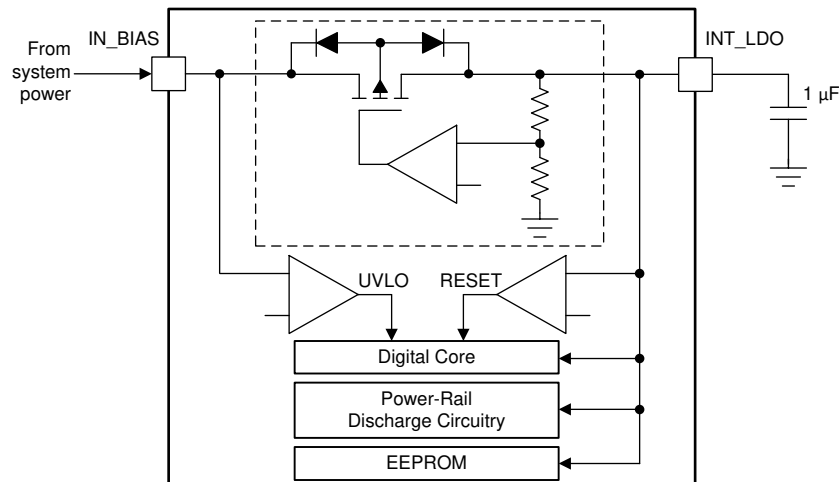 IN_BIAS
From
system
power
INT_LDO
1 µF
UVLO
RESET
Digital Core
Power-Rail
Discharge Circuitry
EEPROM